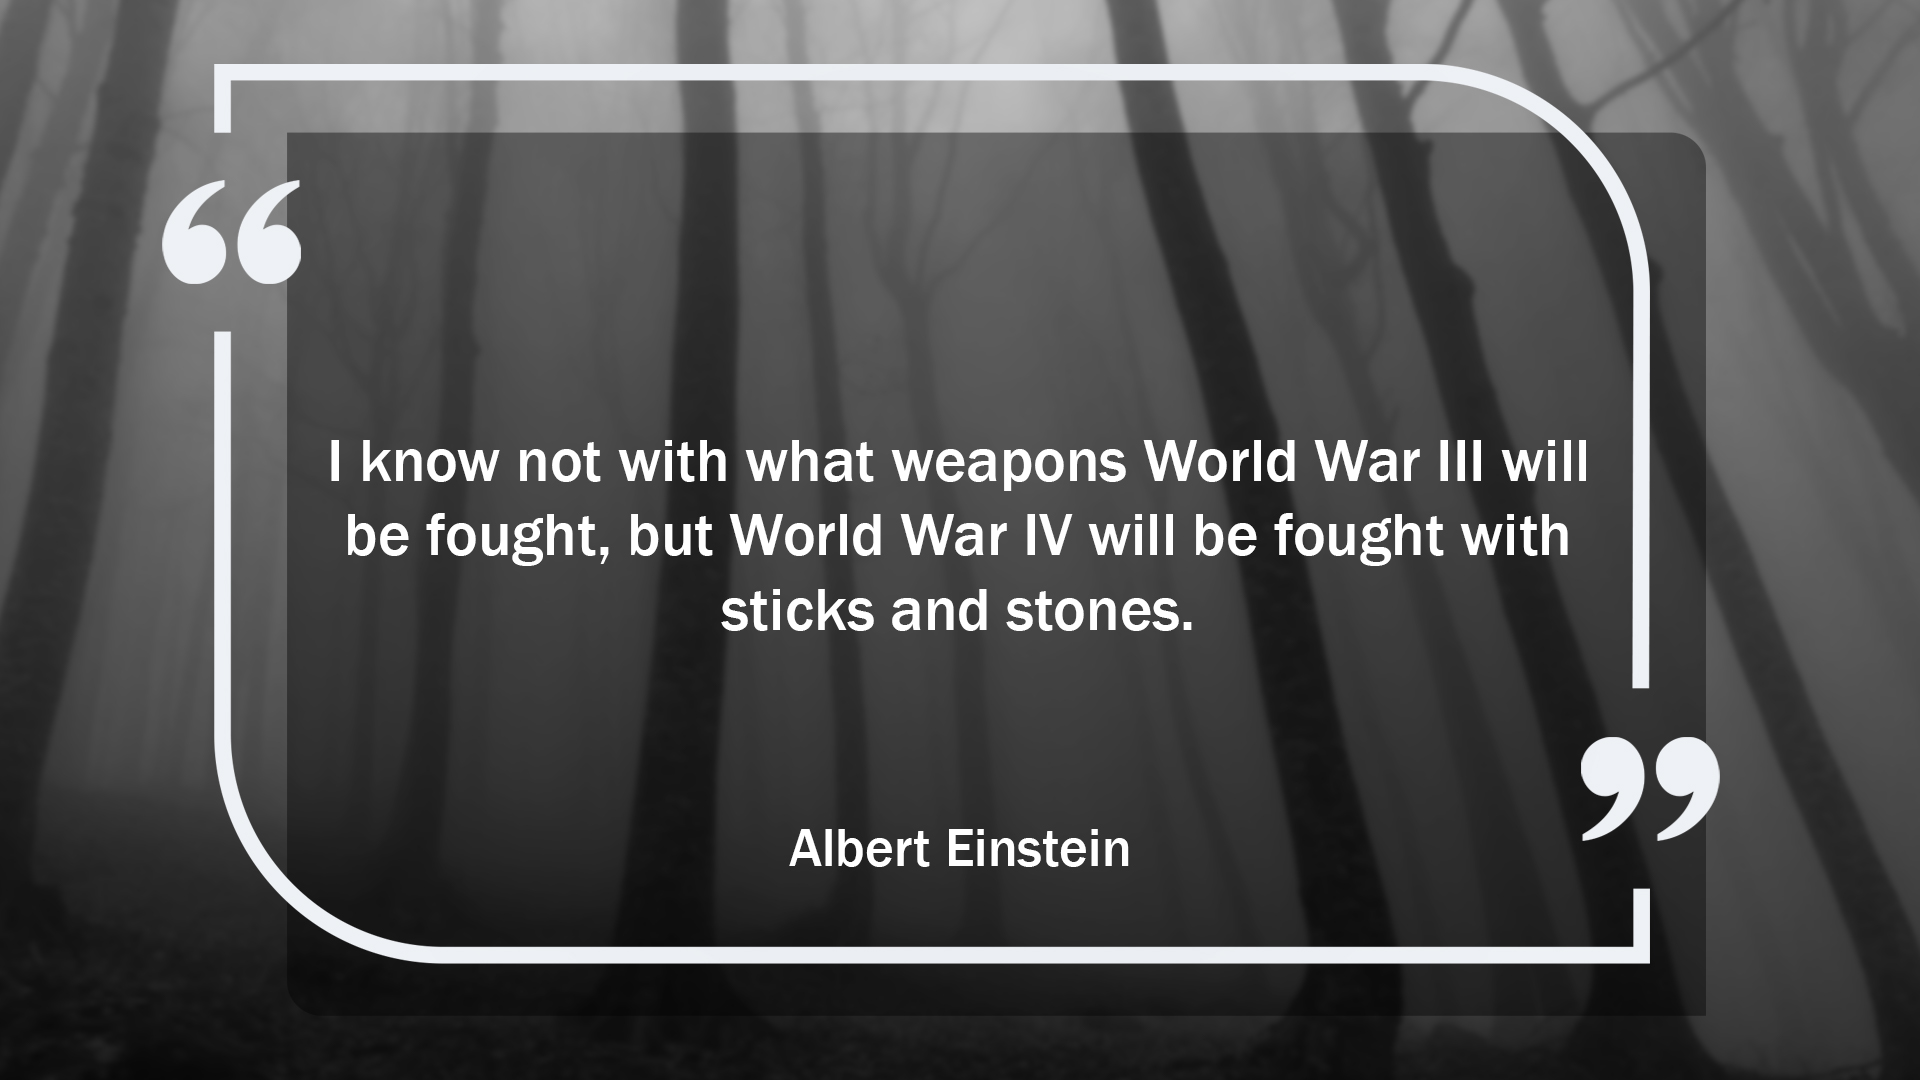 “
I know not with what weapons World War III will
be fought, but World War IV will be fought with
sticks and stones.
”
Albert Einstein